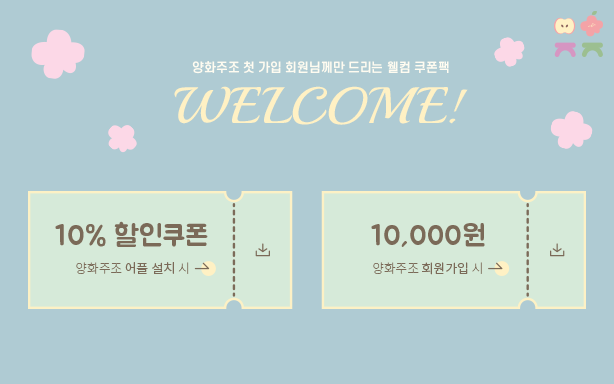 양화주조 첫 가입 회원님께만 드리는 웰컴 쿠폰팩
WELCOME!
10% 할인쿠폰
양화주조 어플 설치 시
10,000원
양화주조 회원가입 시